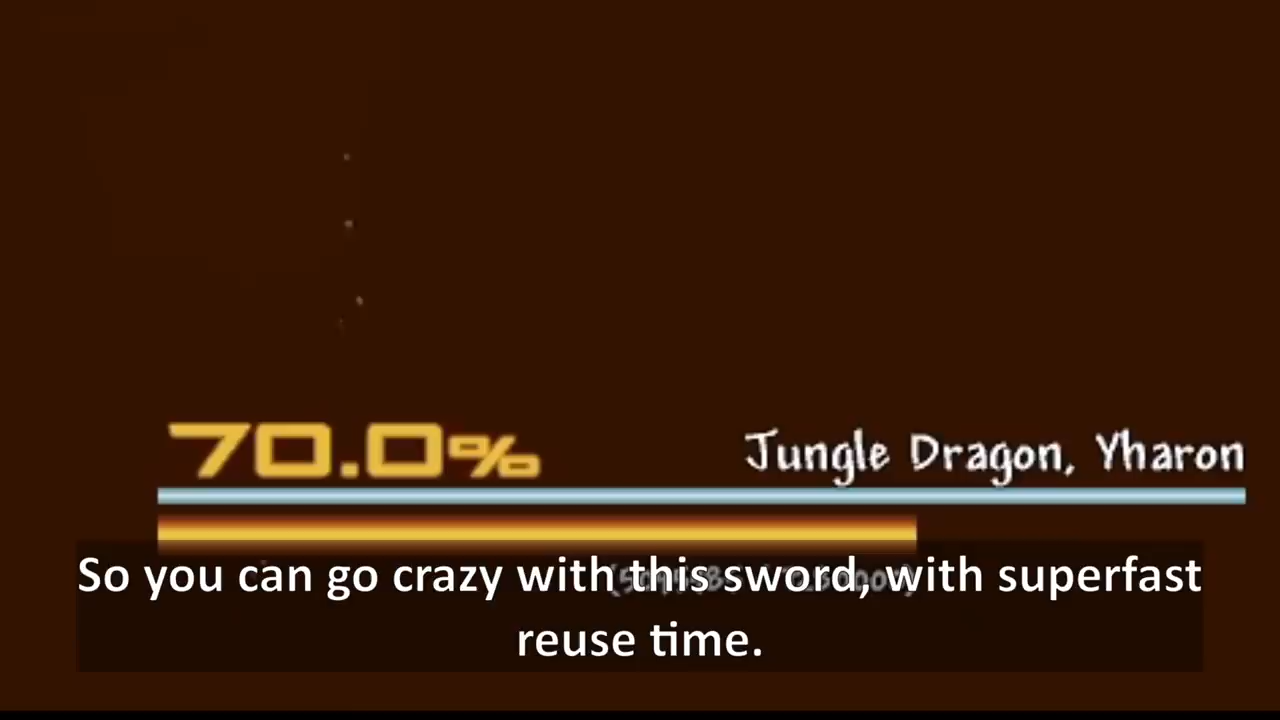 70.0%
Jungle Dragon, Yharon
So you can go crazy with this sword, with superfast
reuse time.